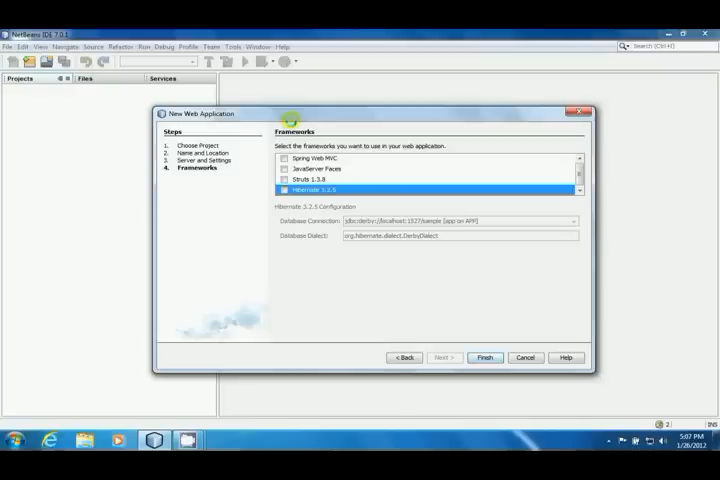 NetBeans IDE 7.0.1
File Edit View Navigate Source Refactor Run Debug Profile Team Tools Window Help
Search (Ctrl+I)
Projects Files Services
New Web Application
Steps
1. Choose Project
2. Name and Location
3. Server and Settings
4. Frameworks
Frameworks
Select the frameworks you want to use in your web application.
Spring Web MVC
JavaServer Faces
Struts 1.3.8
Hibernate 3.2.5
Hibernate 3.2.5 Configuration
Database Connection: jdbc:derby://localhost:1527/sample [app on APP]
Database Dialect: org.hibernate.dialect.DerbyDialect
< Back Next > Finish Cancel Help
2 INS
5:07 PM
1/26/2012